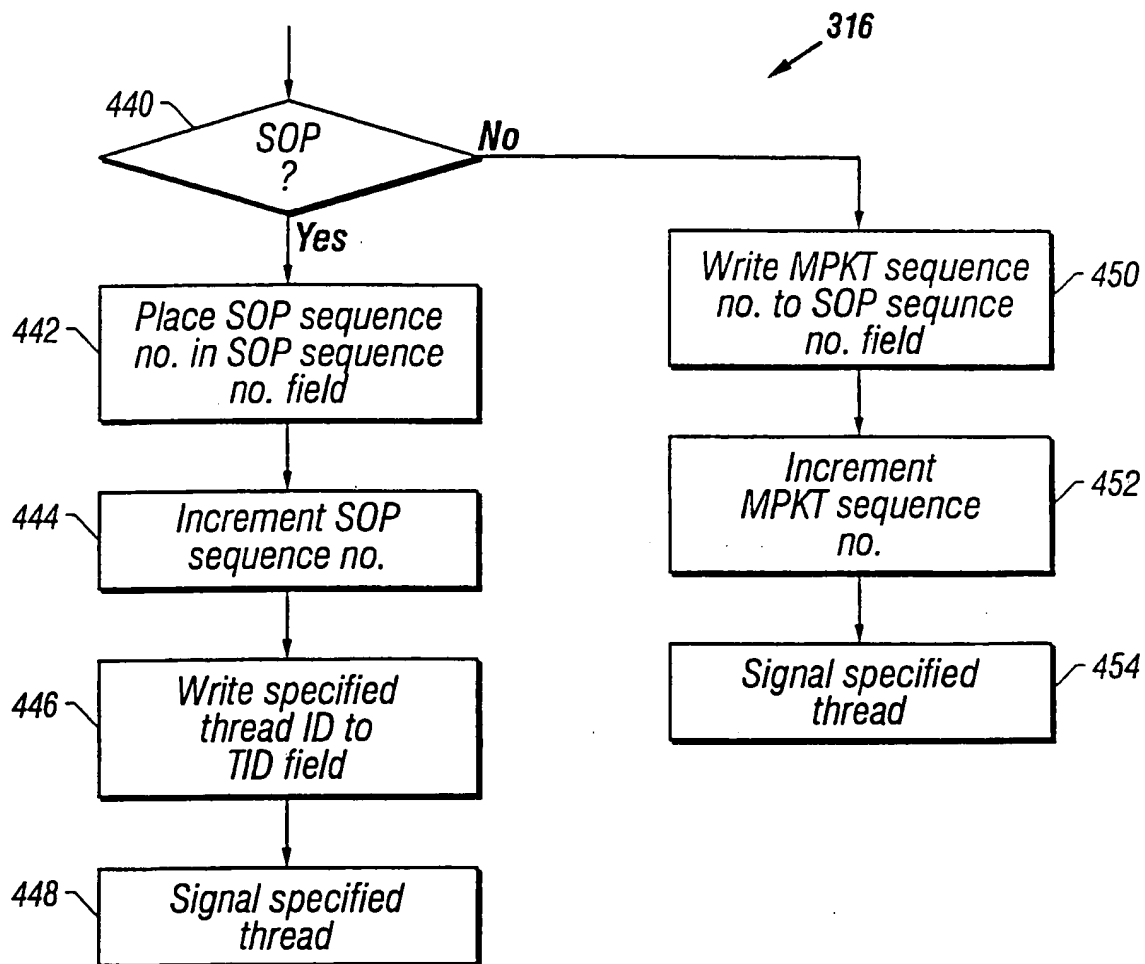 316
440
SOP
?
No
Yes
442
Place SOP sequence
no. in SOP sequence
no. field
444
Increment SOP
sequence no.
446
Write specified
thread ID to
TID field
448
Signal specified
thread
Write MPKT sequence
no. to SOP sequnce
no. field
450
Increment
MPKT sequence
no.
452
Signal specified
thread
454